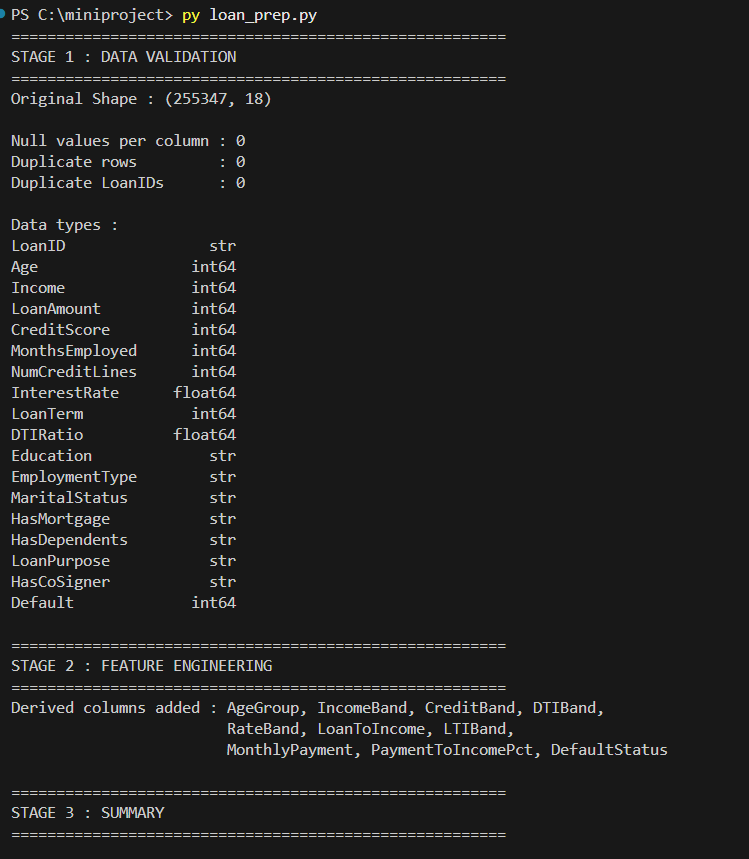 PS C:\miniproject> py loan_prep.py
=======================================================
STAGE 1 : DATA VALIDATION
=======================================================
Original Shape : (255347, 18)
Null values per column : 0
Duplicate rows         : 0
Duplicate LoanIDs      : 0
Data types :
LoanID                str
Age                 int64
Income              int64
LoanAmount          int64
CreditScore         int64
MonthsEmployed      int64
NumCreditLines      int64
InterestRate      float64
LoanTerm            int64
DTIRatio          float64
Education             str
EmploymentType        str
MaritalStatus         str
HasMortgage           str
HasDependents         str
LoanPurpose           str
HasCoSigner           str
Default             int64
=======================================================
STAGE 2 : FEATURE ENGINEERING
=======================================================
Derived columns added : AgeGroup, IncomeBand, CreditBand, DTIBand,
                        RateBand, LoanToIncome, LTIBand,
                        MonthlyPayment, PaymentToIncomePct, DefaultStatus
=======================================================
STAGE 3 : SUMMARY
=======================================================